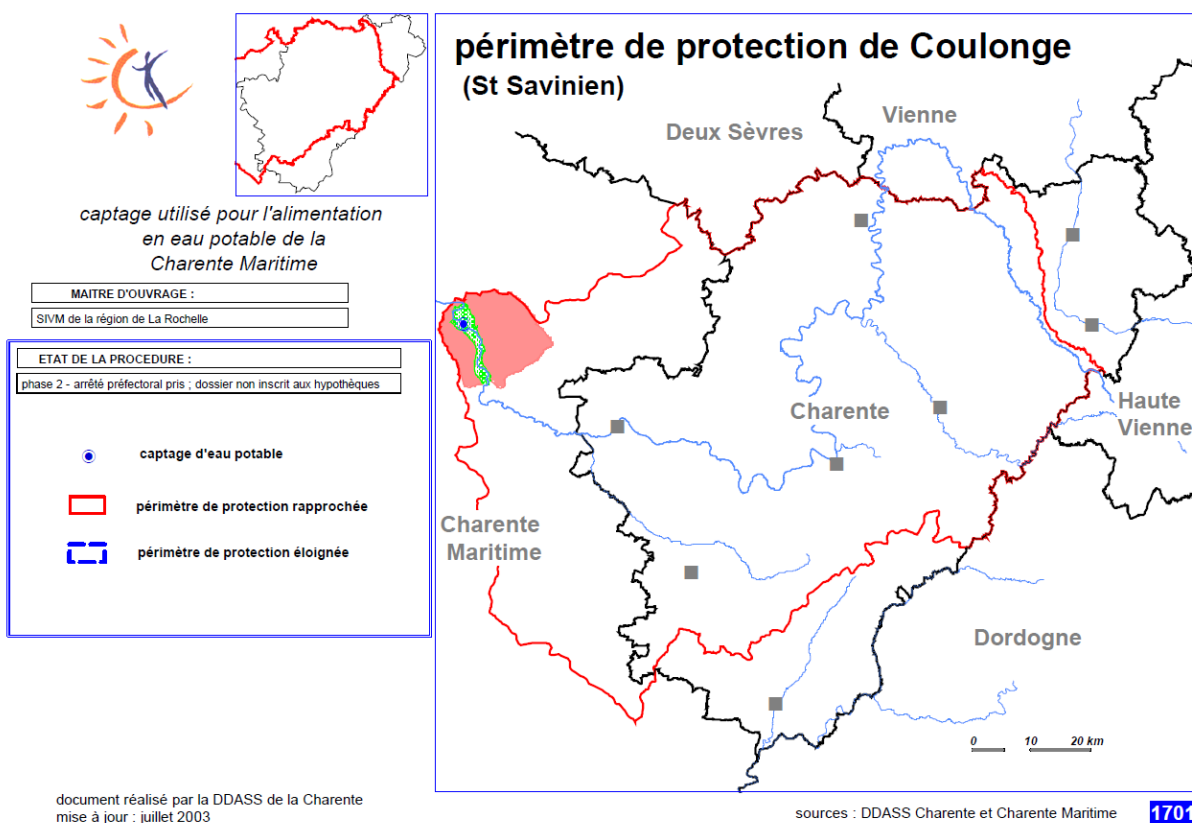 périmètre de protection de Coulonge
(St Savinien)
captage utilisé pour l'alimentation
en eau potable de la
Charente Maritime
MAITRE D'OUVRAGE :
SIVM de la région de La Rochelle
ETAT DE LA PROCEDURE :
phase 2 - arrêté préfectoral pris ; dossier non inscrit aux hypothèques
captage d'eau potable
périmètre de protection rapprochée
périmètre de protection éloignée
Deux Sèvres
Vienne
Charente
Haute
Vienne
Charente
Maritime
Dordogne
0 10 20 km
document réalisé par la DDASS de la Charente
mise à jour : juillet 2003
sources : DDASS Charente et Charente Maritime
1701